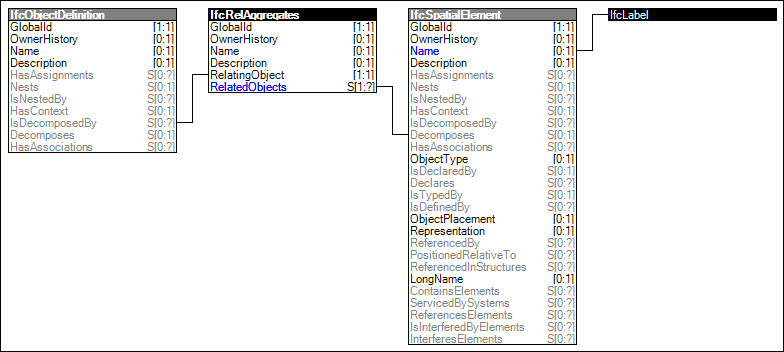 IfcObjectDefinition
GlobalId [1:1]
OwnerHistory [0:1]
Name [0:1]
Description [0:1]
HasAssignments S[0:?]
Nests S[0:1]
IsNestedBy S[0:?]
HasContext S[0:1]
IsDecomposedBy S[0:?]
Decomposes S[0:1]
HasAssociations S[0:?]
IfcRelAggregates
GlobalId [1:1]
OwnerHistory [0:1]
Name [0:1]
Description [0:1]
RelatingObject [1:1]
RelatedObjects S[1:?]
IfcSpatialElement
GlobalId [1:1]
OwnerHistory [0:1]
Name [0:1]
Description [0:1]
HasAssignments S[0:?]
Nests S[0:1]
IsNestedBy S[0:?]
HasContext S[0:1]
IsDecomposedBy S[0:?]
Decomposes S[0:1]
HasAssociations S[0:?]
ObjectType [0:1]
IsDeclaredBy S[0:1]
Declares S[0:?]
IsTypedBy S[0:1]
IsDefinedBy S[0:?]
ObjectPlacement [0:1]
Representation [0:1]
ReferencedBy S[0:?]
PositionedRelativeTo S[0:?]
ReferencedInStructures S[0:?]
LongName [0:1]
ContainsElements S[0:?]
ServicedBySystems S[0:?]
ReferencesElements S[0:?]
IsInterferedByElements S[0:?]
InterferesElements S[0:?]
IfcLabel